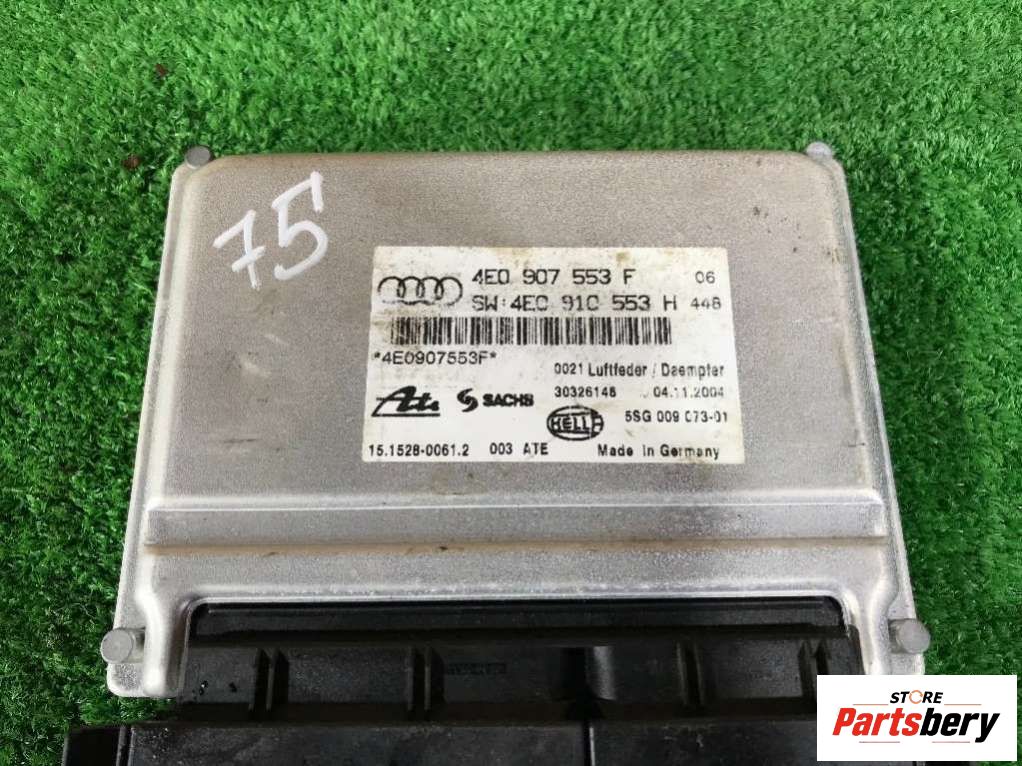 75
4E0 907 553 F 06
SW:4E0 910 553 H 448
*4E0907553F*
0021 Luftfeder / Daempfer
30326148 04.11.2004
Ate SACHS HELLA 5SG 009 073-01
15.1528-0061.2 003 ATE Made in Germany
STORE
Partsbery